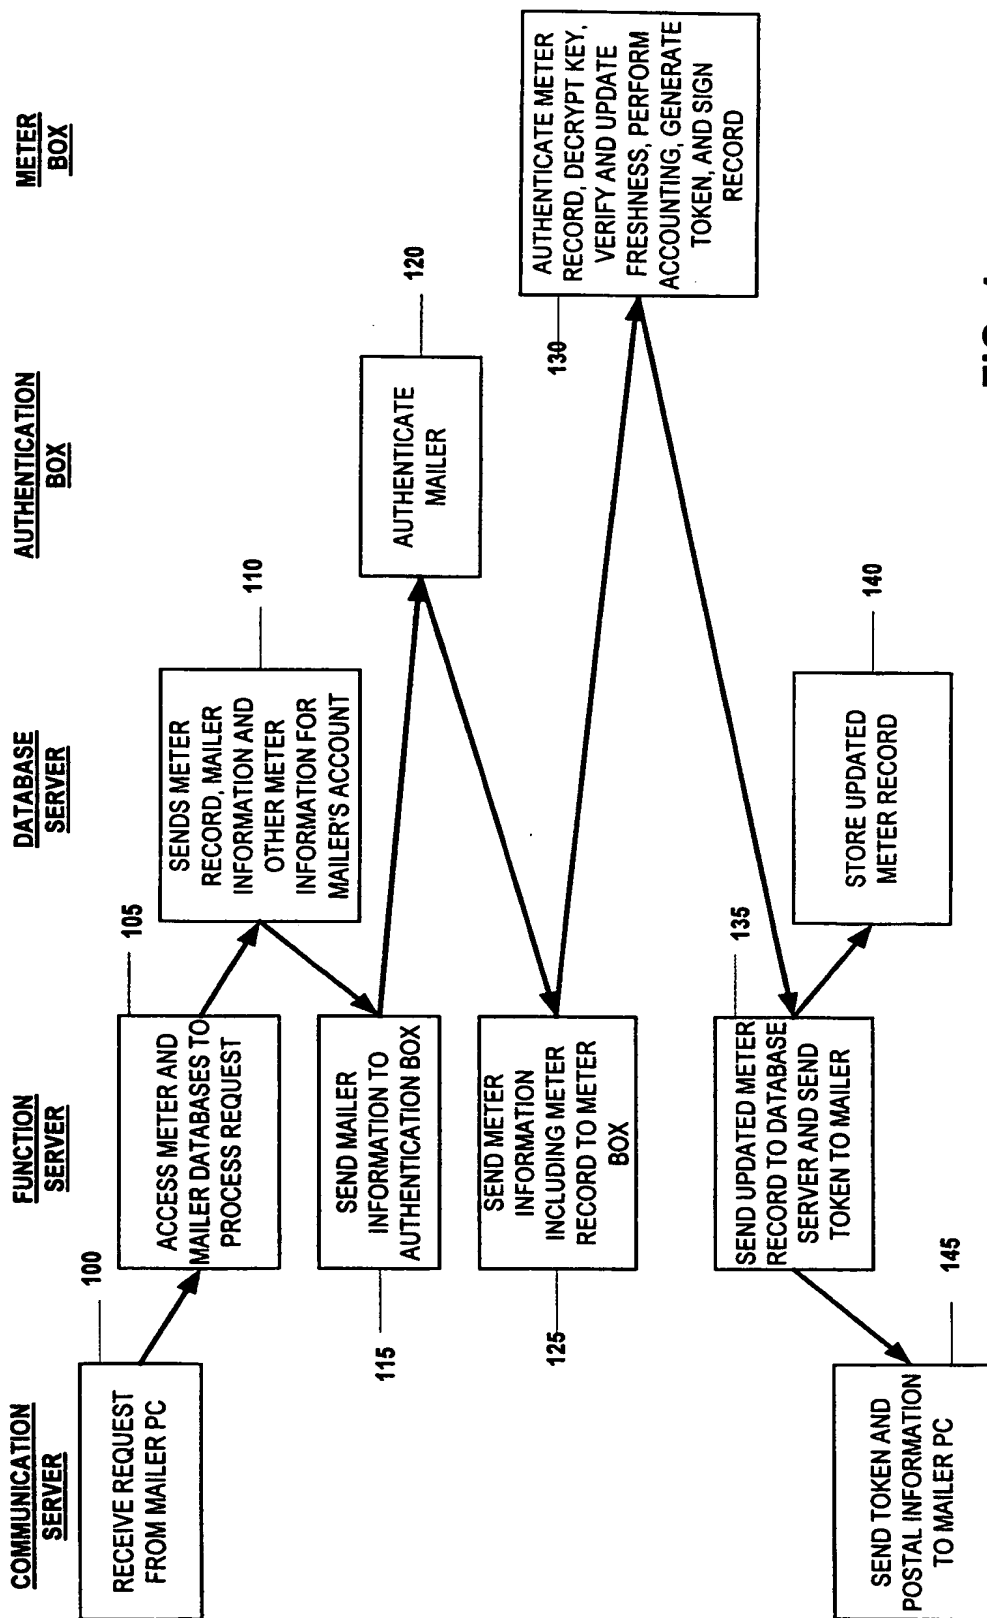 COMMUNICATION
SERVER
FUNCTION
SERVER
DATABASE
SERVER
AUTHENTICATION
BOX
METER
BOX
100
RECEIVE REQUEST
FROM MAILER PC
105
ACCESS METER AND
MAILER DATABASES TO
PROCESS REQUEST
110
SENDS METER
RECORD, MAILER
INFORMATION AND
OTHER METER
INFORMATION FOR
MAILER'S ACCOUNT
115
SEND MAILER
INFORMATION TO
AUTHENTICATION BOX
120
AUTHENTICATE
MAILER
125
SEND METER
INFORMATION
INCLUDING METER
RECORD TO METER
BOX
130
AUTHENTICATE METER
RECORD, DECRYPT KEY,
VERIFY AND UPDATE
FRESHNESS, PERFORM
ACCOUNTING, GENERATE
TOKEN, AND SIGN
RECORD
135
SEND UPDATED METER
RECORD TO DATABASE
SERVER AND SEND
TOKEN TO MAILER
140
STORE UPDATED
METER RECORD
145
SEND TOKEN AND
POSTAL INFORMATION
TO MAILER PC